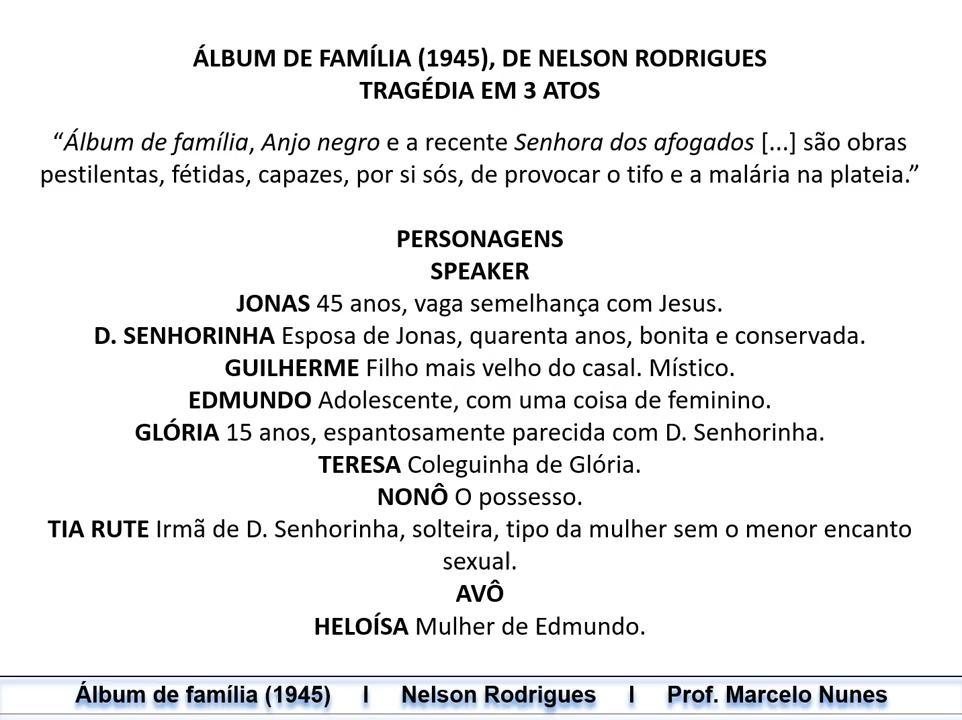 ÁLBUM DE FAMÍLIA (1945), DE NELSON RODRIGUES
TRAGÉDIA EM 3 ATOS
“Álbum de família, Anjo negro e a recente Senhora dos afogados [...] são obras
pestilentas, fétidas, capazes, por si sós, de provocar o tifo e a malária na plateia.”
PERSONAGENS
SPEAKER
JONAS 45 anos, vaga semelhança com Jesus.
D. SENHORINHA Esposa de Jonas, quarenta anos, bonita e conservada.
GUILHERME Filho mais velho do casal. Místico.
EDMUNDO Adolescente, com uma coisa de feminino.
GLÓRIA 15 anos, espantosamente parecida com D. Senhorinha.
TERESA Coleguinha de Glória.
NONÔ O possesso.
TIA RUTE Irmã de D. Senhorinha, solteira, tipo da mulher sem o menor encanto
sexual.
AVÔ
HELOÍSA Mulher de Edmundo.
Álbum de família (1945) I Nelson Rodrigues I Prof. Marcelo Nunes